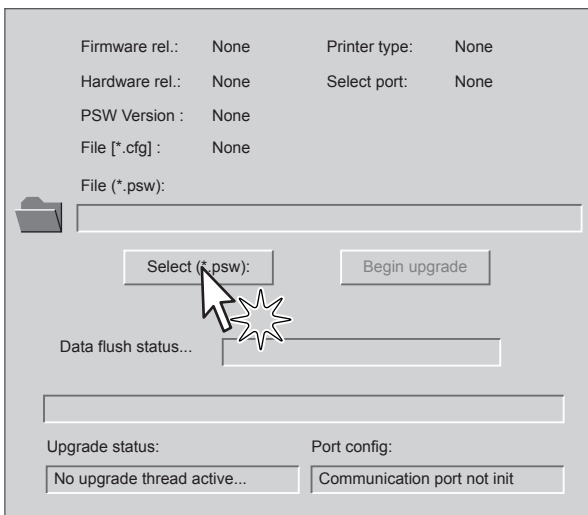 Firmware rel.: None Printer type: None
Hardware rel.: None Select port: None
PSW Version : None
File [*.cfg] : None
File (*.psw):
Select (*.psw): Begin upgrade
Data flush status...
Upgrade status: Port config:
No upgrade thread active... Communication port not init